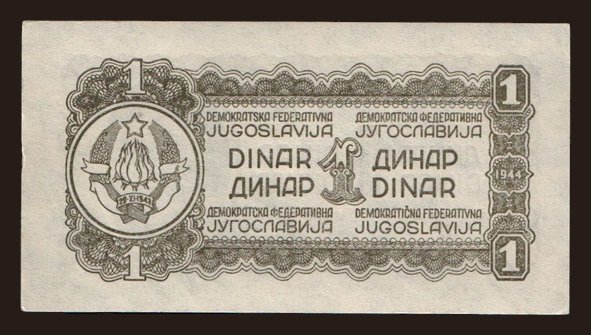 1
1
DEMOKRATSKA FEDERATIVNA
ДЕМОКРАТСКА ФЕДЕРАТИВНА
JUGOSLAVIJA
ЈУГОСЛАВИЈА
DINAR
1
ДИНАР
1944
ДИНАР
DINAR
29·XI·1943
ДЕМОКРАТСКА ФЕДЕРАТИВНА
DEMOKRATIČNA FEDERATIVNA
ЈУГОСЛАВИЈА
JUGOSLAVIJA
1
1